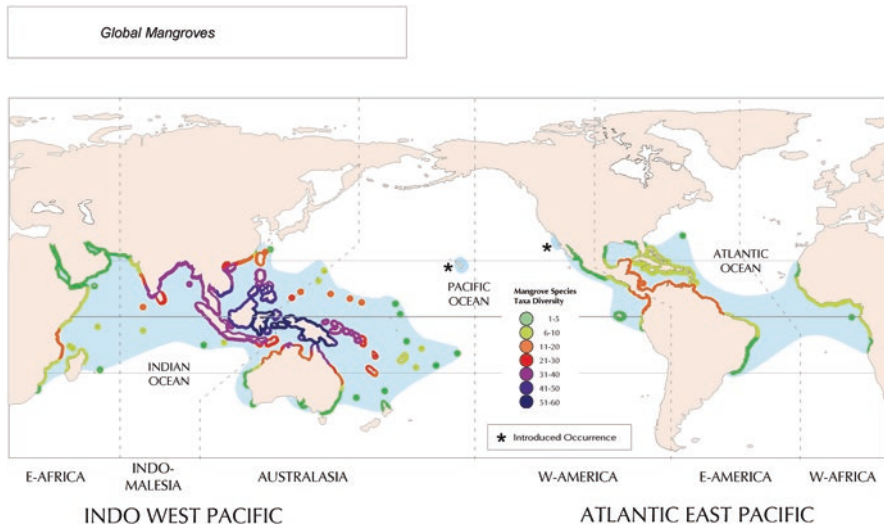 Global Mangroves
ATLANTIC
OCEAN
PACIFIC
OCEAN
INDIAN
OCEAN
Mangrove Species
Taxa Diversity
1-5
6-10
11-20
21-30
31-40
41-50
51-60
* Introduced Occurrence
*
*
E-AFRICA
INDO-
MALESIA
AUSTRALASIA
W-AMERICA
E-AMERICA
W-AFRICA
INDO WEST PACIFIC
ATLANTIC EAST PACIFIC